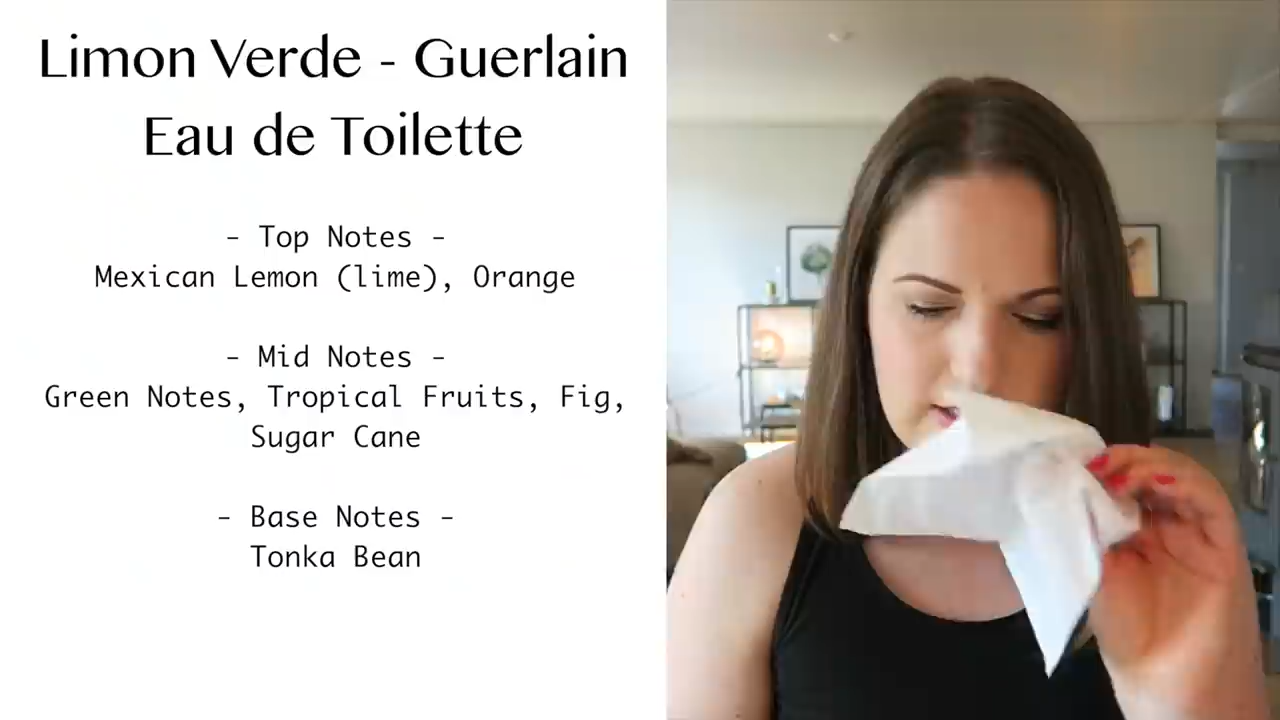 Limon Verde - Guerlain
Eau de Toilette
- Top Notes -
Mexican Lemon (lime), Orange
- Mid Notes -
Green Notes, Tropical Fruits, Fig,
Sugar Cane
- Base Notes -
Tonka Bean